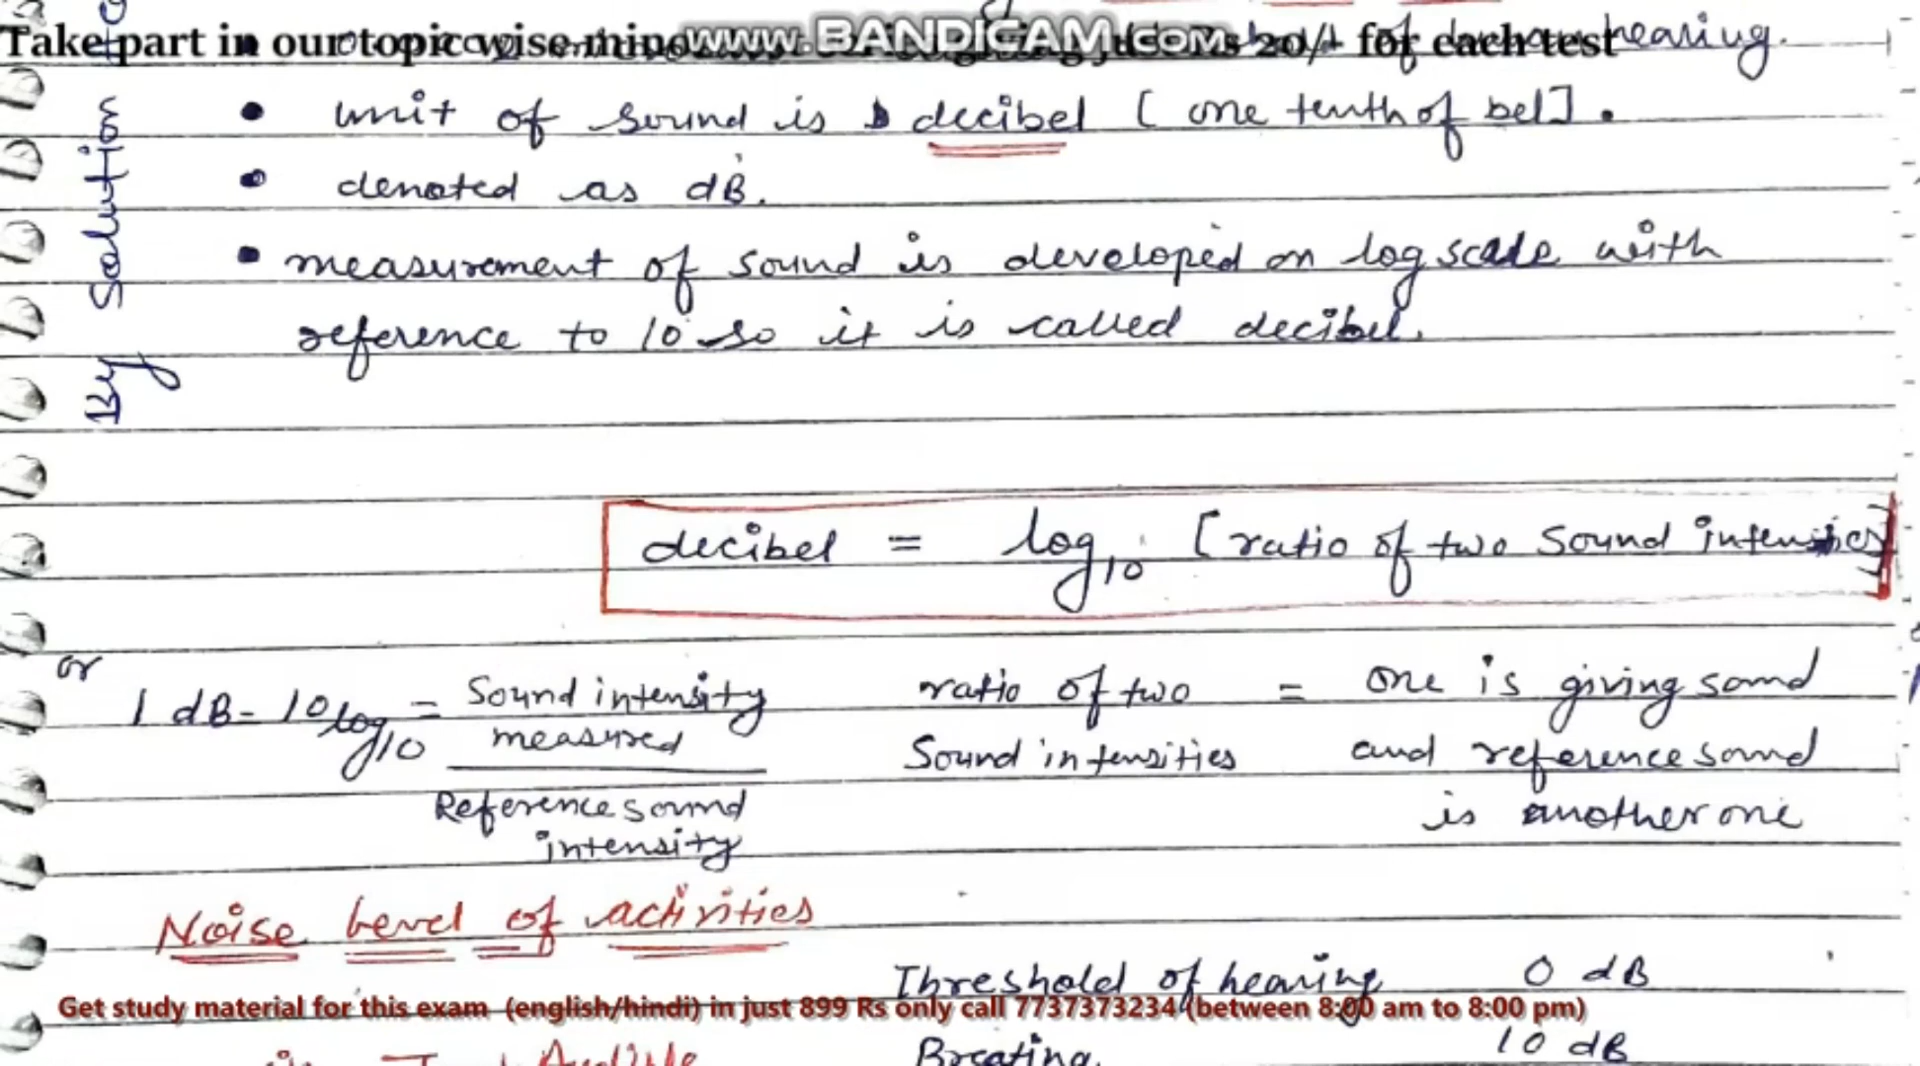 Take part in our topic wise mino www.BANDICAM.com just Rs 20/- for each test hearing.
By Solution
• unit of sound is decibel [one tenth of bel].
• denoted as dB.
• measurement of sound is developed on log scale with
reference to 10 so it is called decibel.
decibel = log10 [ratio of two Sound intensities]
or
1 dB - 10 log10 = Sound intensity measured / Reference sound intensity
ratio of two Sound intensities = one is giving sound and reference sound is another one
Noise Level of activities
Threshold of hearing 0 dB
Get study material for this exam (english/hindi) in just 899 Rs only call 7737373234 (between 8:00 am to 8:00 pm)
Breating 10 dB